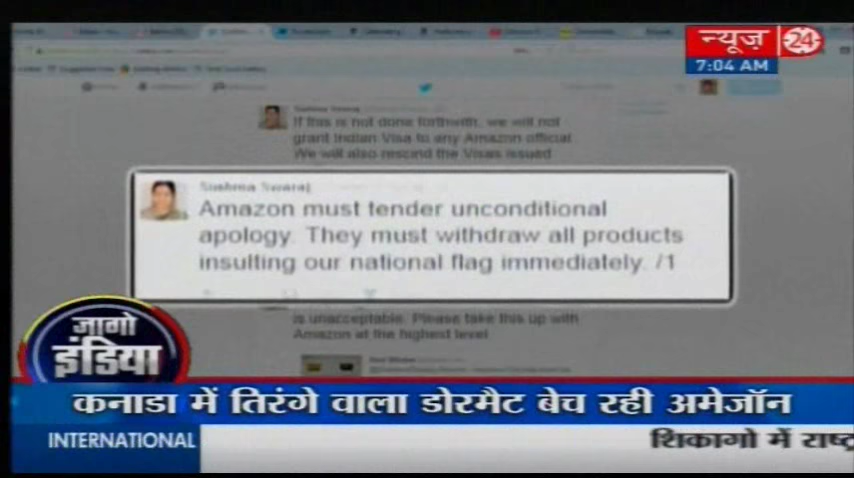 न्यूज़ 24
7:04 AM
If this is not done forthwith, we will not
grant Indian Visa to any Amazon official.
We will also rescind the Visas issued
Sushma Swaraj
Amazon must tender unconditional
apology. They must withdraw all products
insulting our national flag immediately. /1
is unacceptable. Please take this up with
Amazon at the highest level
जागो
इंडिया
कनाडा में तिरंगे वाला डोरमैट बेच रही अमेजॉन
INTERNATIONAL
शिकागो में राष्ट्र